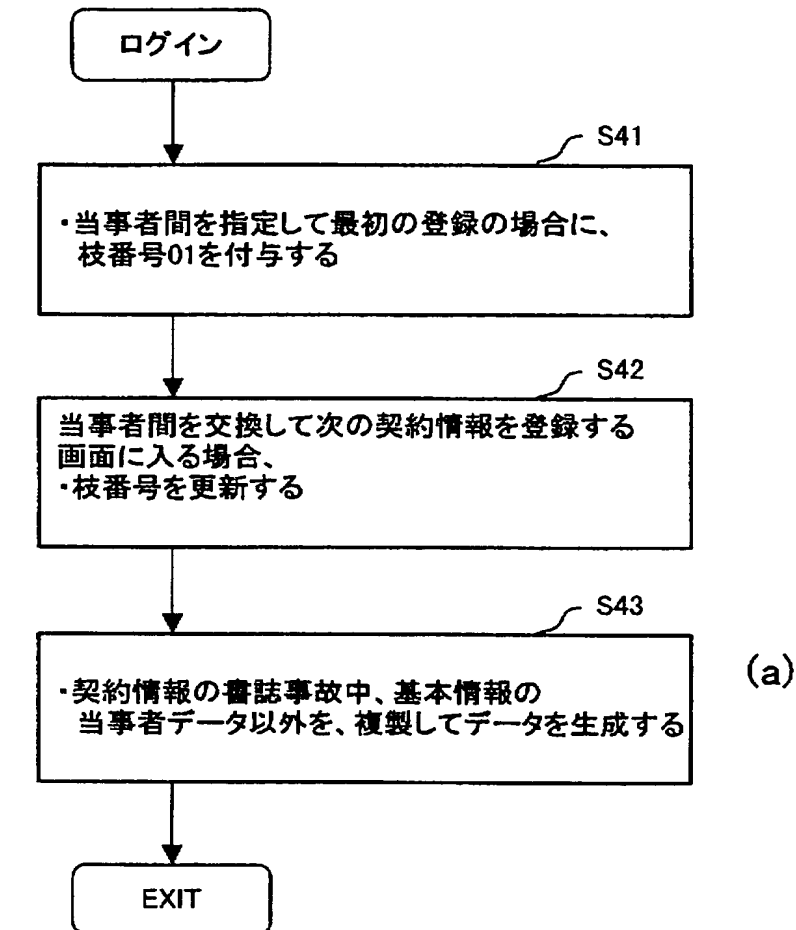 ログイン
S41
・当事者間を指定して最初の登録の場合に、
枝番号01を付与する
S42
当事者間を交換して次の契約情報を登録する
画面に入る場合、
・枝番号を更新する
S43
・契約情報の書誌事故中、基本情報の
当事者データ以外を、複製してデータを生成する
(a)
EXIT